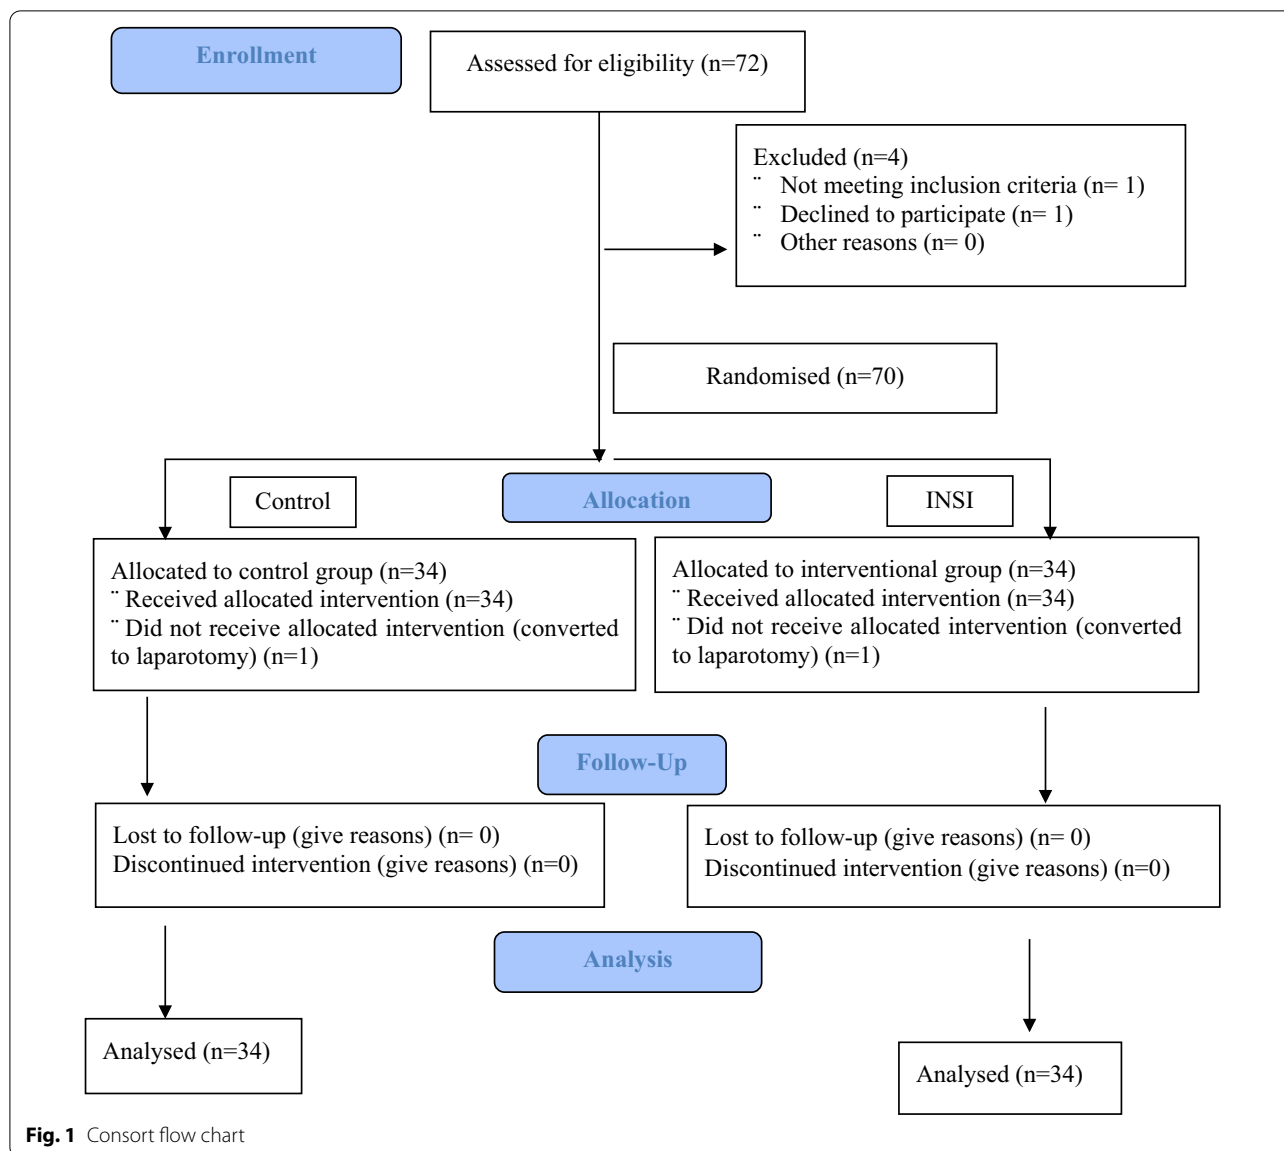 Enrollment
Assessed for eligibility (n=72)
Excluded (n=4)
¨ Not meeting inclusion criteria (n= 1)
¨ Declined to participate (n= 1)
¨ Other reasons (n= 0)
Randomised (n=70)
Control
Allocation
INSI
Allocated to control group (n=34)
¨ Received allocated intervention (n=34)
¨ Did not receive allocated intervention (converted
to laparotomy) (n=1)
Allocated to interventional group (n=34)
¨ Received allocated intervention (n=34)
¨ Did not receive allocated intervention (converted
to laparotomy) (n=1)
Follow-Up
Lost to follow-up (give reasons) (n= 0)
Discontinued intervention (give reasons) (n=0)
Lost to follow-up (give reasons) (n= 0)
Discontinued intervention (give reasons) (n=0)
Analysis
Analysed (n=34)
Analysed (n=34)
Fig. 1 Consort flow chart